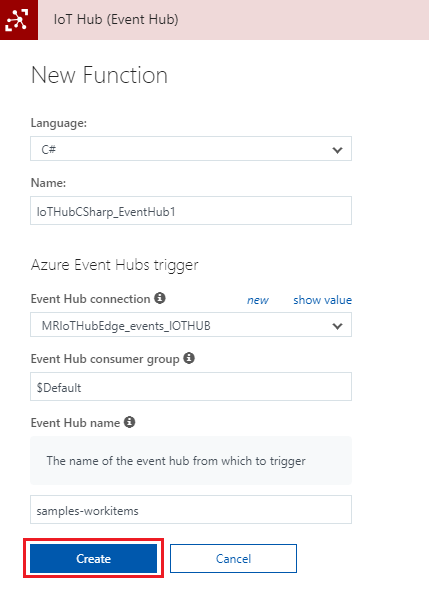 IoT Hub (Event Hub)
New Function
Language:
C#
Name:
IoTHubCSharp_EventHub1
Azure Event Hubs trigger
Event Hub connection new show value
MRIoTHubEdge_events_IOTHUB
Event Hub consumer group
$Default
Event Hub name
The name of the event hub from which to trigger
samples-workitems
Create Cancel